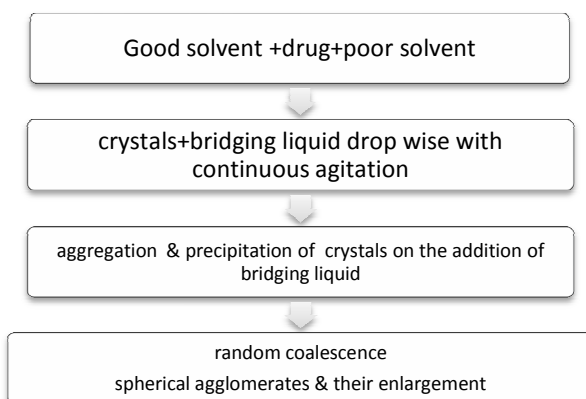 Good solvent +drug+poor solvent
crystals+bridging liquid drop wise with
continuous agitation
aggregation & precipitation of crystals on the addition of
bridging liquid
random coalescence
spherical agglomerates & their enlargement